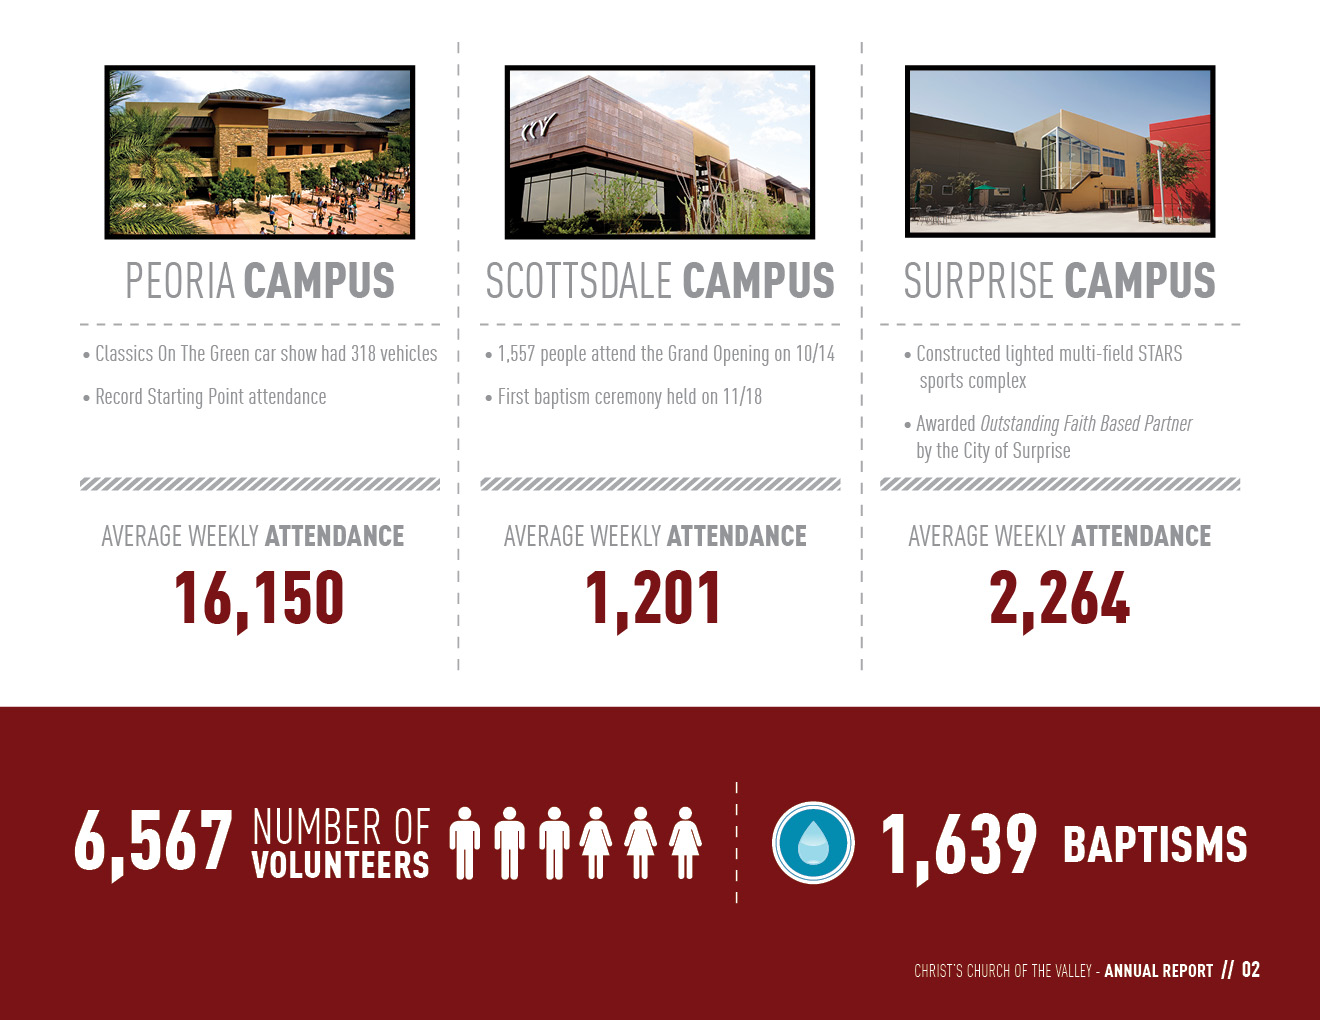 CCV
PEORIA CAMPUS
• Classics On The Green car show had 318 vehicles
• Record Starting Point attendance
AVERAGE WEEKLY ATTENDANCE
16,150
SCOTTSDALE CAMPUS
• 1,557 people attend the Grand Opening on 10/14
• First baptism ceremony held on 11/18
AVERAGE WEEKLY ATTENDANCE
1,201
SURPRISE CAMPUS
• Constructed lighted multi-field STARS
sports complex
• Awarded Outstanding Faith Based Partner
by the City of Surprise
AVERAGE WEEKLY ATTENDANCE
2,264
6,567 NUMBER OF
VOLUNTEERS
1,639 BAPTISMS
CHRIST'S CHURCH OF THE VALLEY - ANNUAL REPORT // 02